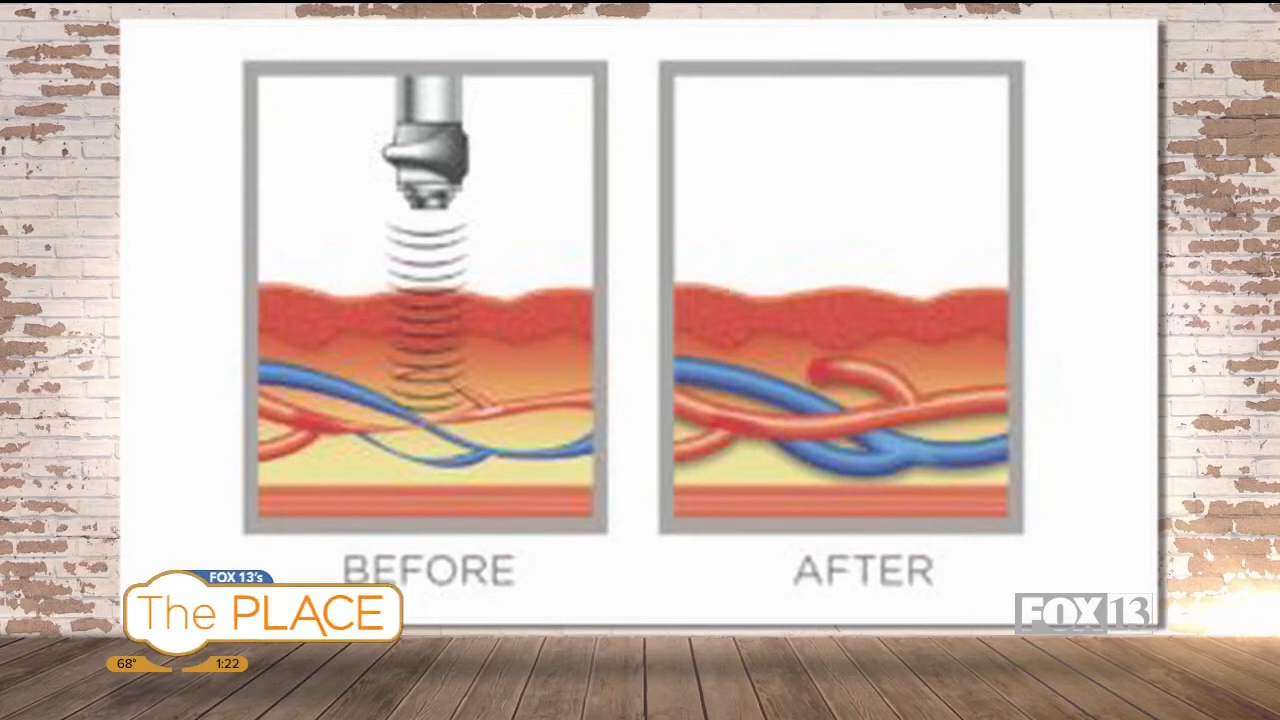 BEFORE
AFTER
FOX 13's
The PLACE
FOX 13
68°
1:22